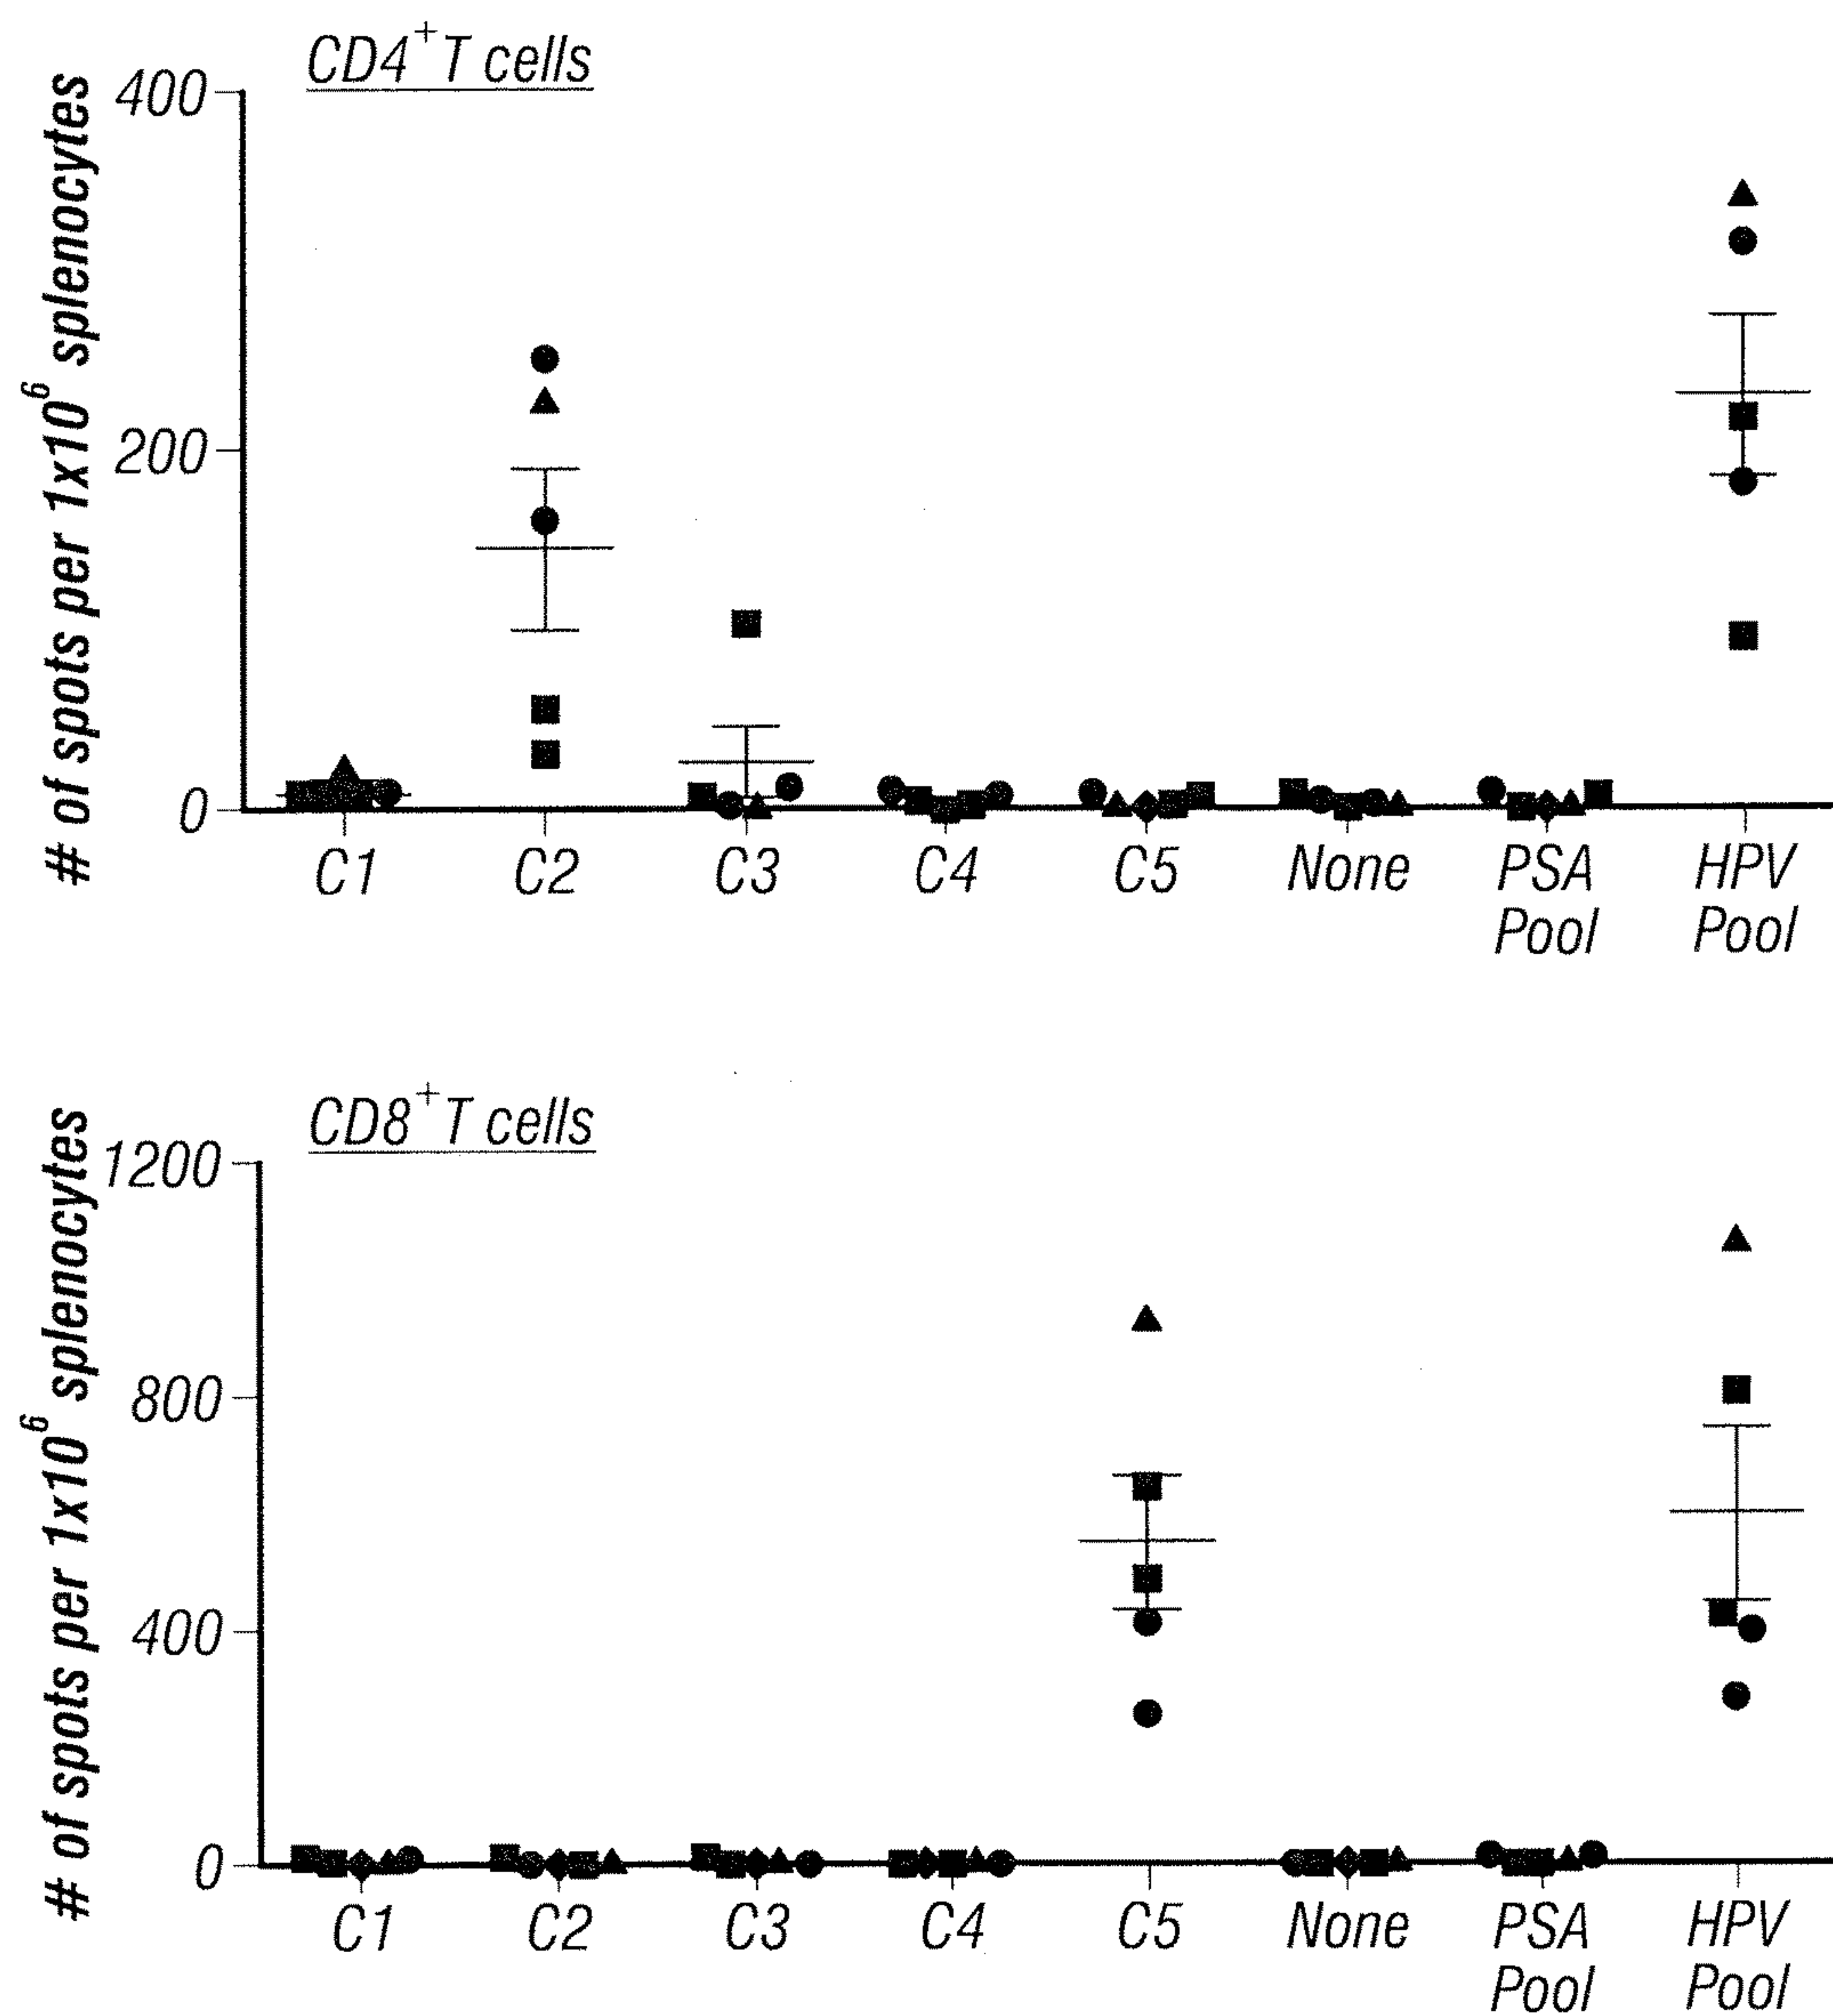 CD4+ T cells
# of spots per 1x10^6 splenocytes
400
200
0
C1 C2 C3 C4 C5 None PSA Pool HPV Pool
CD8+ T cells
# of spots per 1x10^6 splenocytes
1200
800
400
0
C1 C2 C3 C4 C5 None PSA Pool HPV Pool